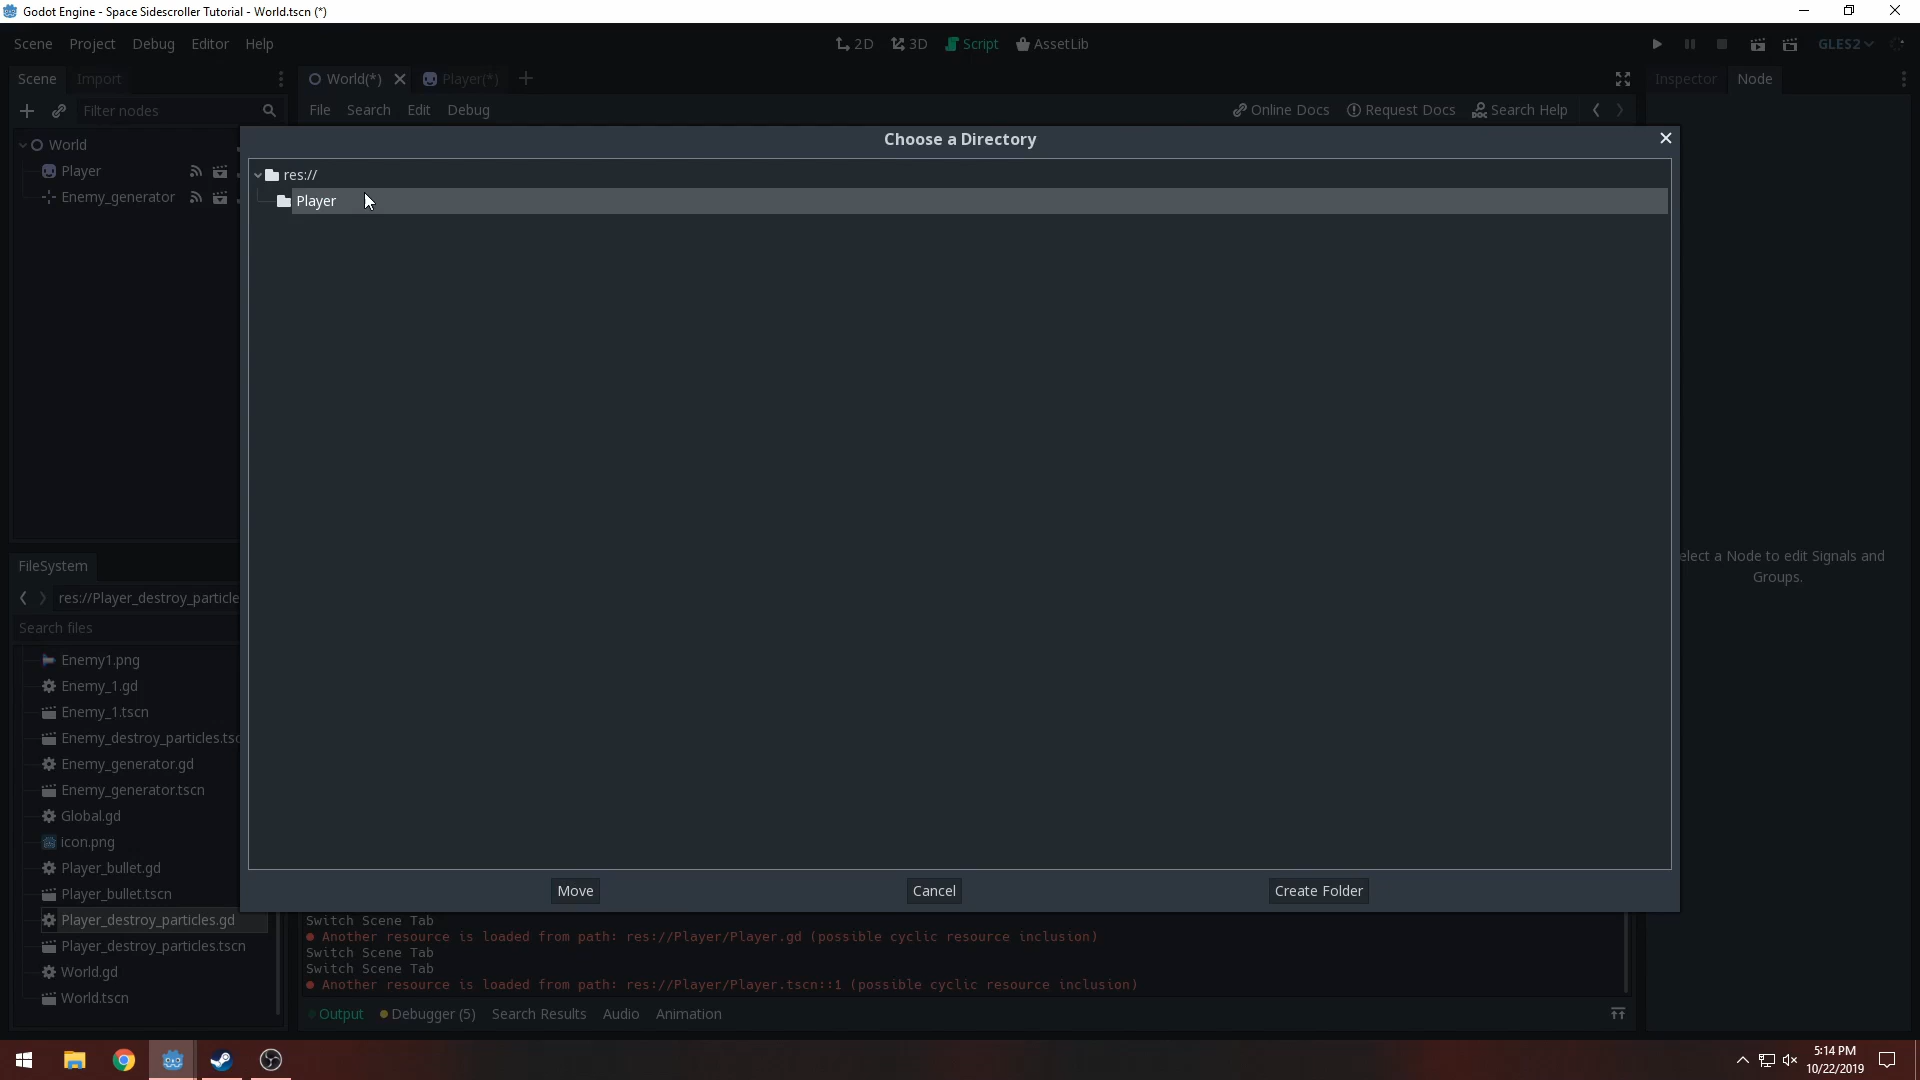 Godot Engine - Space Sidescroller Tutorial - World.tscn (*)
Scene Project Debug Editor Help
2D 3D Script AssetLib
GLES2
Scene Import
World(*) Player(*)
Inspector Node
Filter nodes
File Search Edit Debug
Online Docs Request Docs Search Help
World
Player
Enemy_generator
Choose a Directory
res://
Player
Move Cancel Create Folder
elect a Node to edit Signals and
Groups.
FileSystem
res://Player_destroy_particle
Search files
Enemy1.png
Enemy_1.gd
Enemy_1.tscn
Enemy_destroy_particles.tsc
Enemy_generator.gd
Enemy_generator.tscn
Global.gd
icon.png
Player_bullet.gd
Player_bullet.tscn
Player_destroy_particles.gd
Player_destroy_particles.tscn
World.gd
World.tscn
Switch Scene Tab
Another resource is loaded from path: res://Player/Player.gd (possible cyclic resource inclusion)
Switch Scene Tab
Switch Scene Tab
Another resource is loaded from path: res://Player/Player.tscn::1 (possible cyclic resource inclusion)
Output Debugger (5) Search Results Audio Animation
5:14 PM
10/22/2019